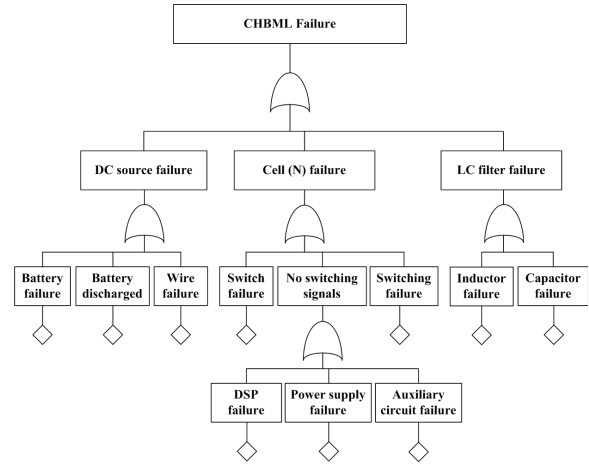 CHBML Failure
DC source failure
Cell (N) failure
LC filter failure
Battery
failure
Battery
discharged
Wire
failure
Switch
failure
No switching
signals
Switching
failure
Inductor
failure
Capacitor
failure
DSP
failure
Power supply
failure
Auxiliary
circuit failure